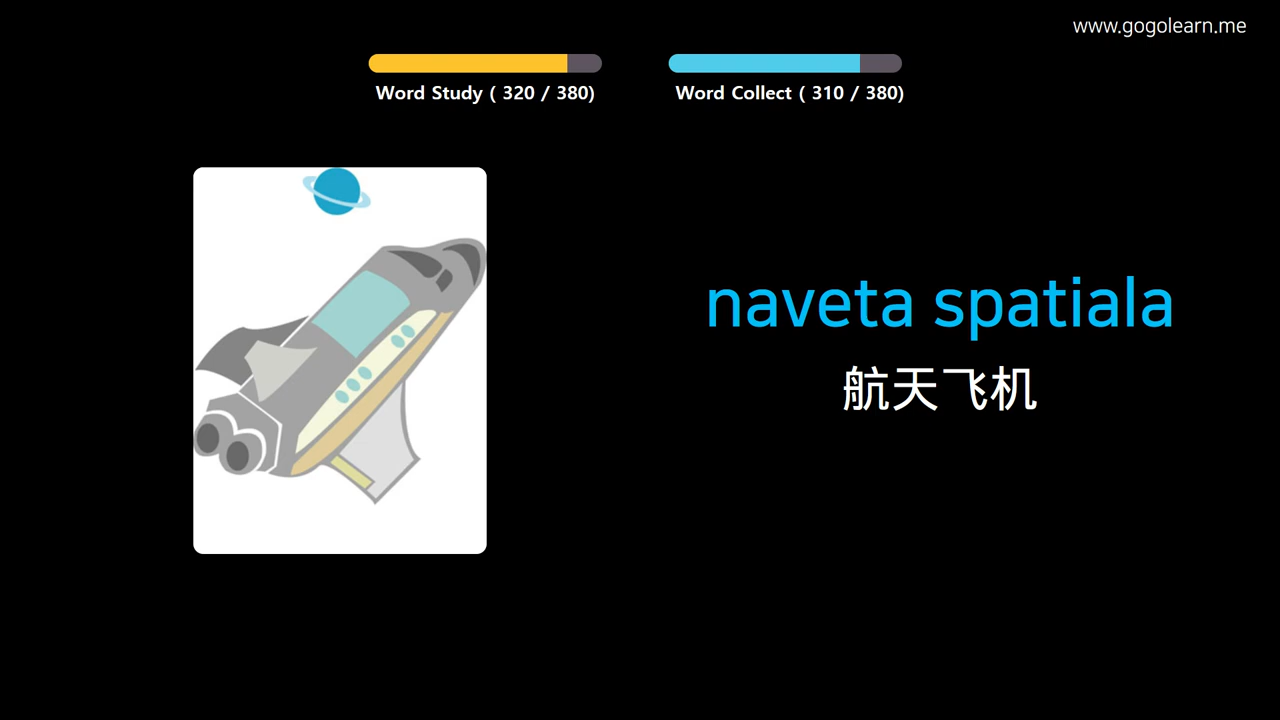 www.gogolearn.me
Word Study ( 320 / 380)
Word Collect ( 310 / 380)
naveta spatiala
航天飞机